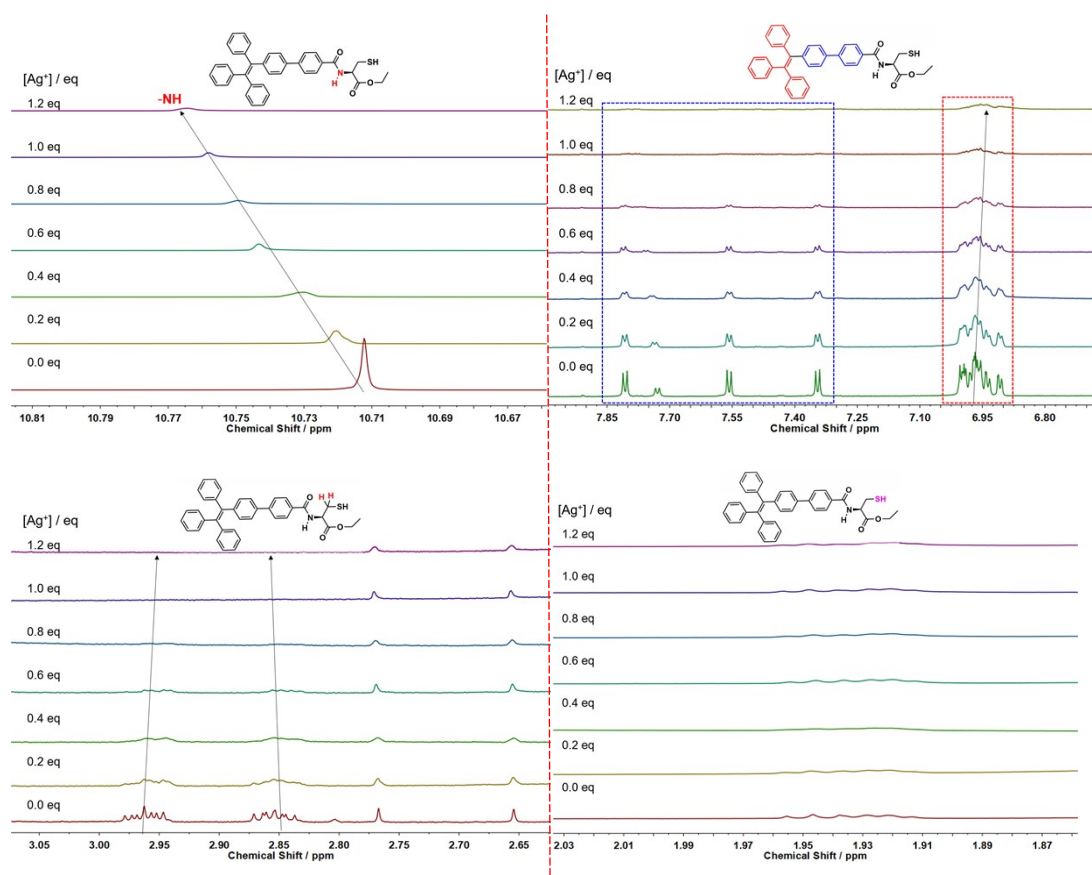 [Ag⁺] / eq
1.2 eq
1.0 eq
0.8 eq
0.6 eq
0.4 eq
0.2 eq
0.0 eq
-NH
O
SH
N
H
O
O
10.81 10.79 10.77 10.75 10.73 10.71 10.69 10.67
Chemical Shift / ppm
[Ag⁺] / eq
1.2 eq
1.0 eq
0.8 eq
0.6 eq
0.4 eq
0.2 eq
0.0 eq
O
SH
N
H
O
O
7.85 7.70 7.55 7.40 7.25 7.10 6.95 6.80
Chemical Shift / ppm
[Ag⁺] / eq
1.2 eq
1.0 eq
0.8 eq
0.6 eq
0.4 eq
0.2 eq
0.0 eq
H H
O
SH
N
H
O
O
3.05 3.00 2.95 2.90 2.85 2.80 2.75 2.70 2.65
Chemical Shift / ppm
[Ag⁺] / eq
1.2 eq
1.0 eq
0.8 eq
0.6 eq
0.4 eq
0.2 eq
0.0 eq
O
SH
N
H
O
O
2.03 2.01 1.99 1.97 1.95 1.93 1.91 1.89 1.87
Chemical Shift / ppm